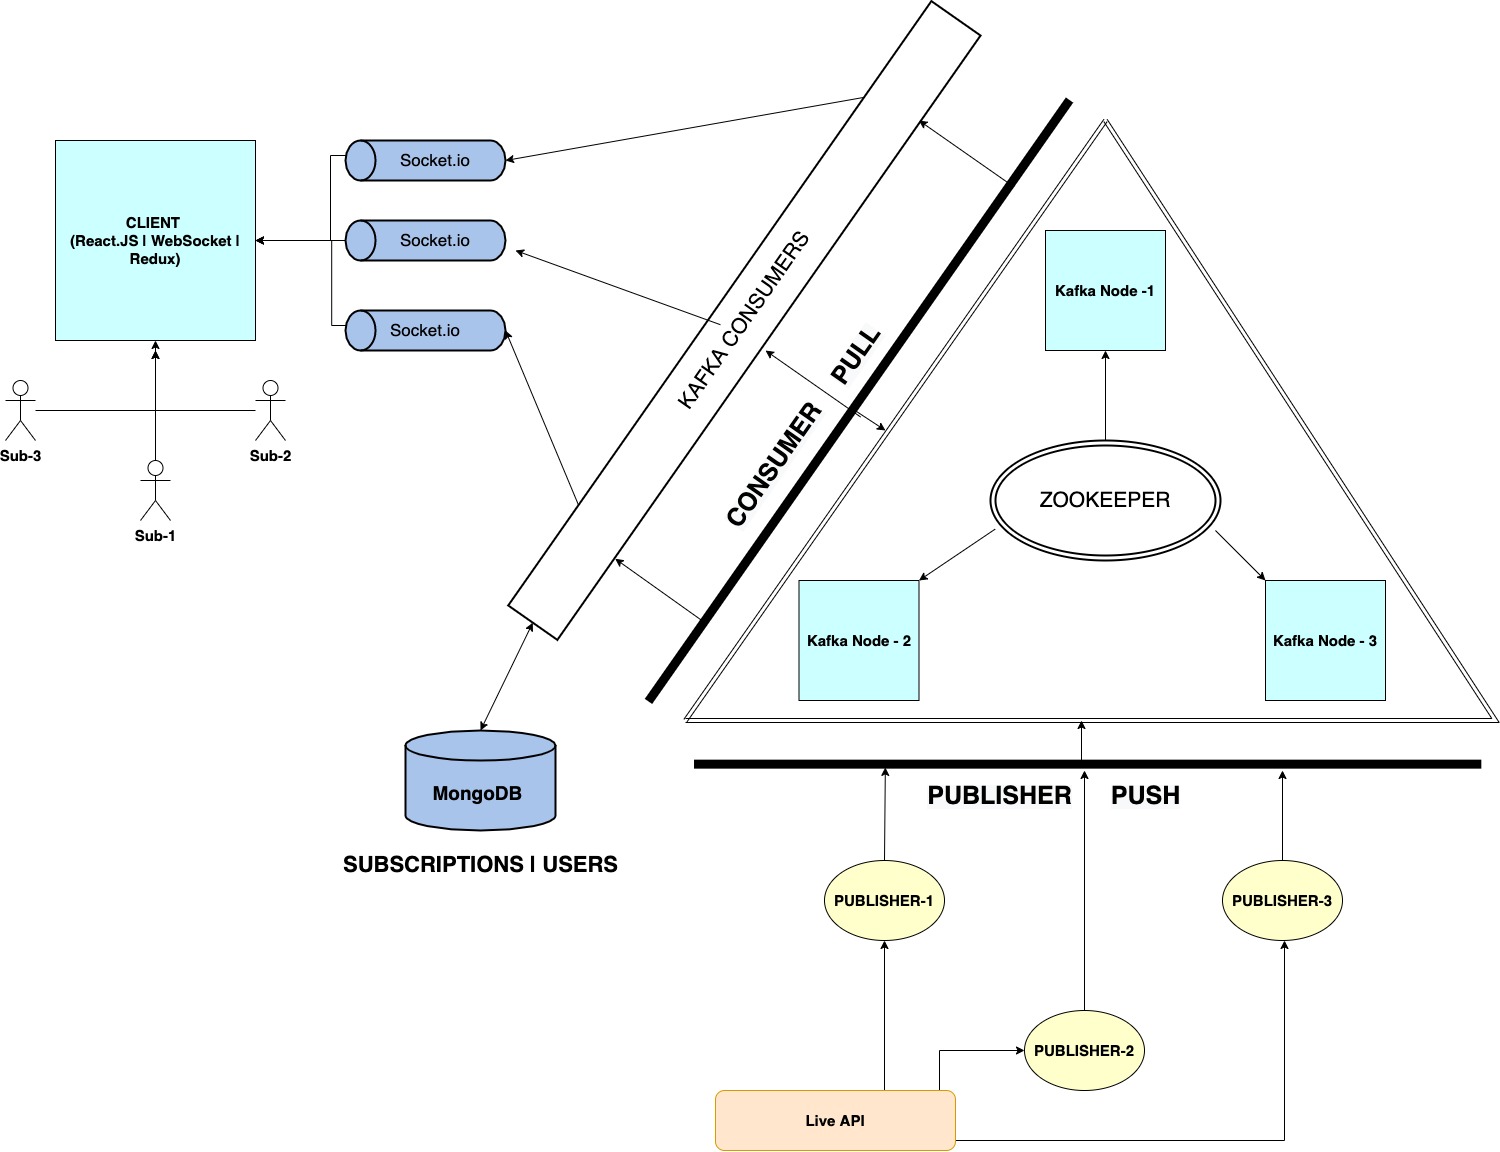 CLIENT
(React.JS | WebSocket |
Redux)
Socket.io
Socket.io
Socket.io
Sub-3
Sub-2
Sub-1
KAFKA CONSUMERS
CONSUMER PULL
Kafka Node -1
ZOOKEEPER
Kafka Node - 2
Kafka Node - 3
MongoDB
SUBSCRIPTIONS | USERS
PUBLISHER PUSH
PUBLISHER-1
PUBLISHER-3
PUBLISHER-2
Live API